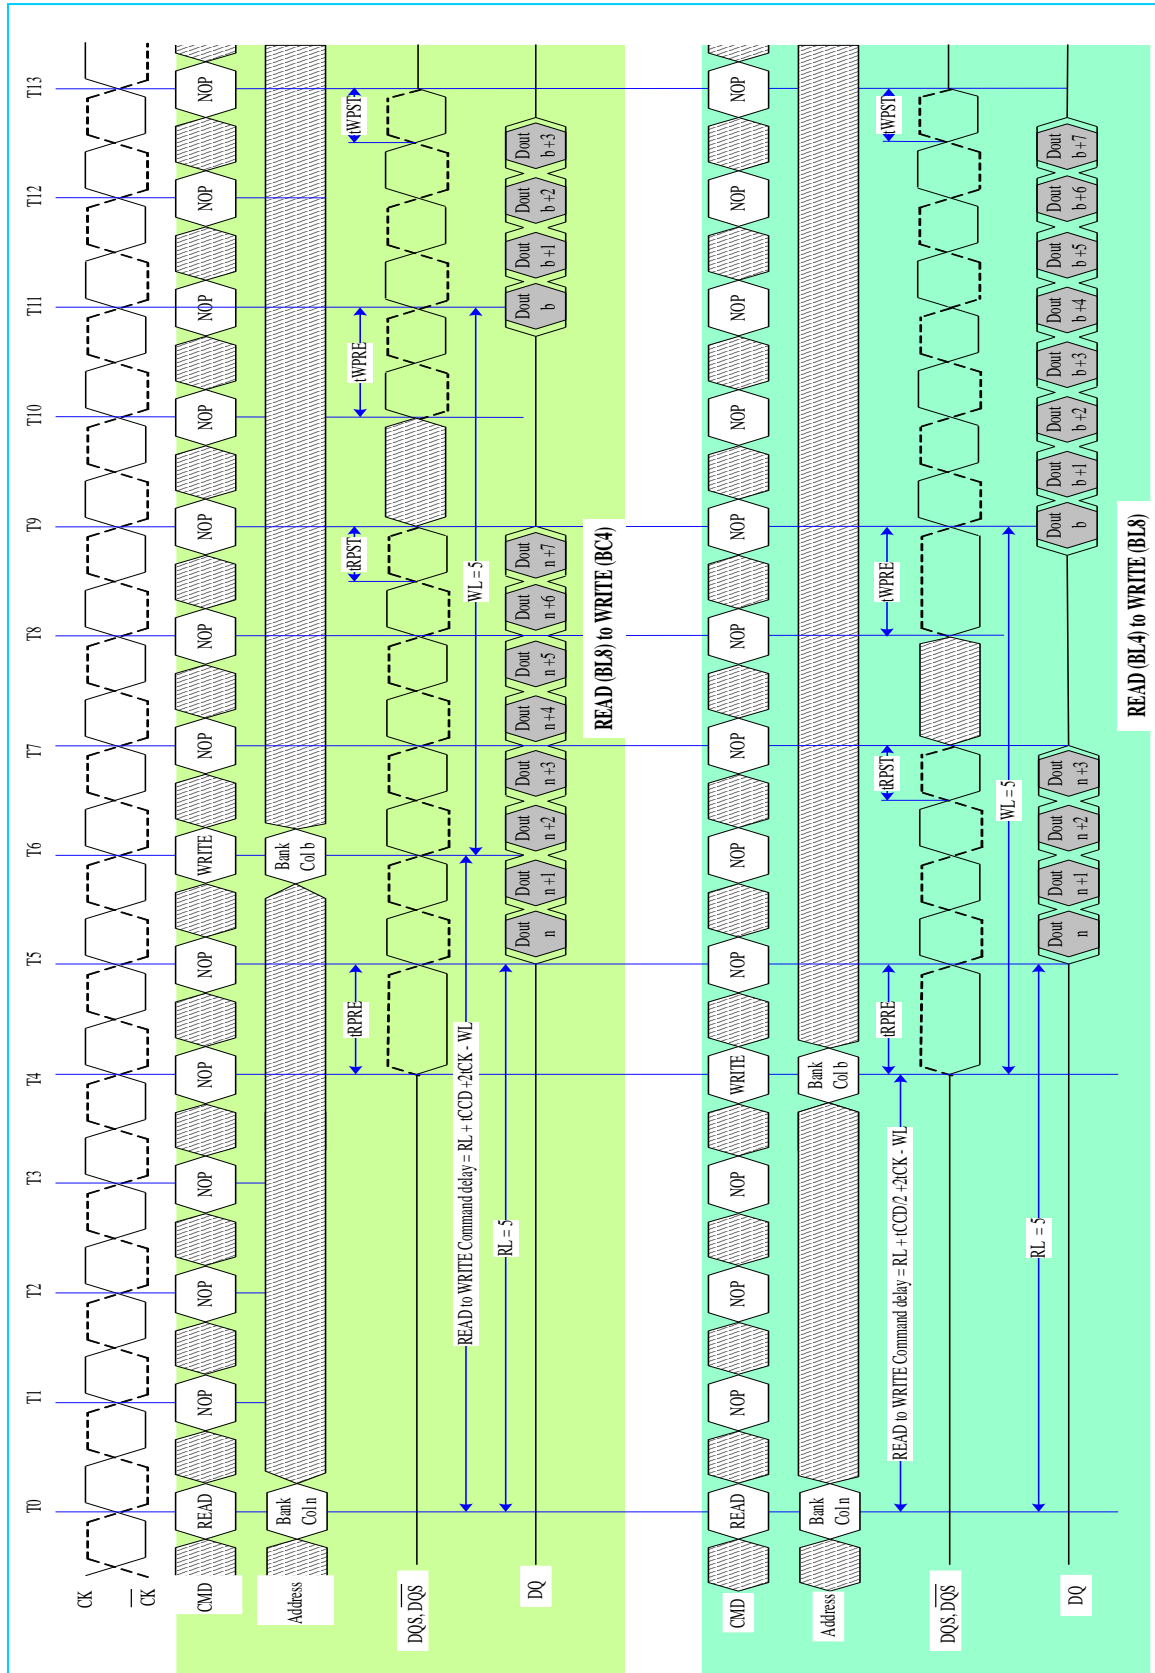 T0 T1 T2 T3 T4 T5 T6 T7 T8 T9 T10 T11 T12 T13
CK
CK
CMD READ NOP NOP NOP NOP NOP WRITE NOP NOP NOP NOP NOP NOP NOP
Address
Bank
Col n
Bank
Col b
tRPRE tRPST tWPRE tWPST
DQS, DQS
READ to WRITE Command delay = RL + tCCD +2tCK - WL
WL = 5
RL = 5
DQ
Dout
n
Dout
n+1
Dout
n+2
Dout
n+3
Dout
n+4
Dout
n+5
Dout
n+6
Dout
n+7
Dout
b
Dout
b+1
Dout
b+2
Dout
b+3
READ (BL8) to WRITE (BC4)
CMD READ NOP NOP NOP WRITE NOP NOP NOP NOP NOP NOP NOP NOP NOP
Address
Bank
Col n
Bank
Col b
tRPRE tRPST tWPRE tWPST
READ to WRITE Command delay = RL + tCCD/2 +2tCK - WL
DQS, DQS
WL = 5
RL = 5
DQ
Dout
n
Dout
n+1
Dout
n+2
Dout
n+3
Dout
b
Dout
b+1
Dout
b+2
Dout
b+3
Dout
b+4
Dout
b+5
Dout
b+6
Dout
b+7
READ (BL4) to WRITE (BL8)